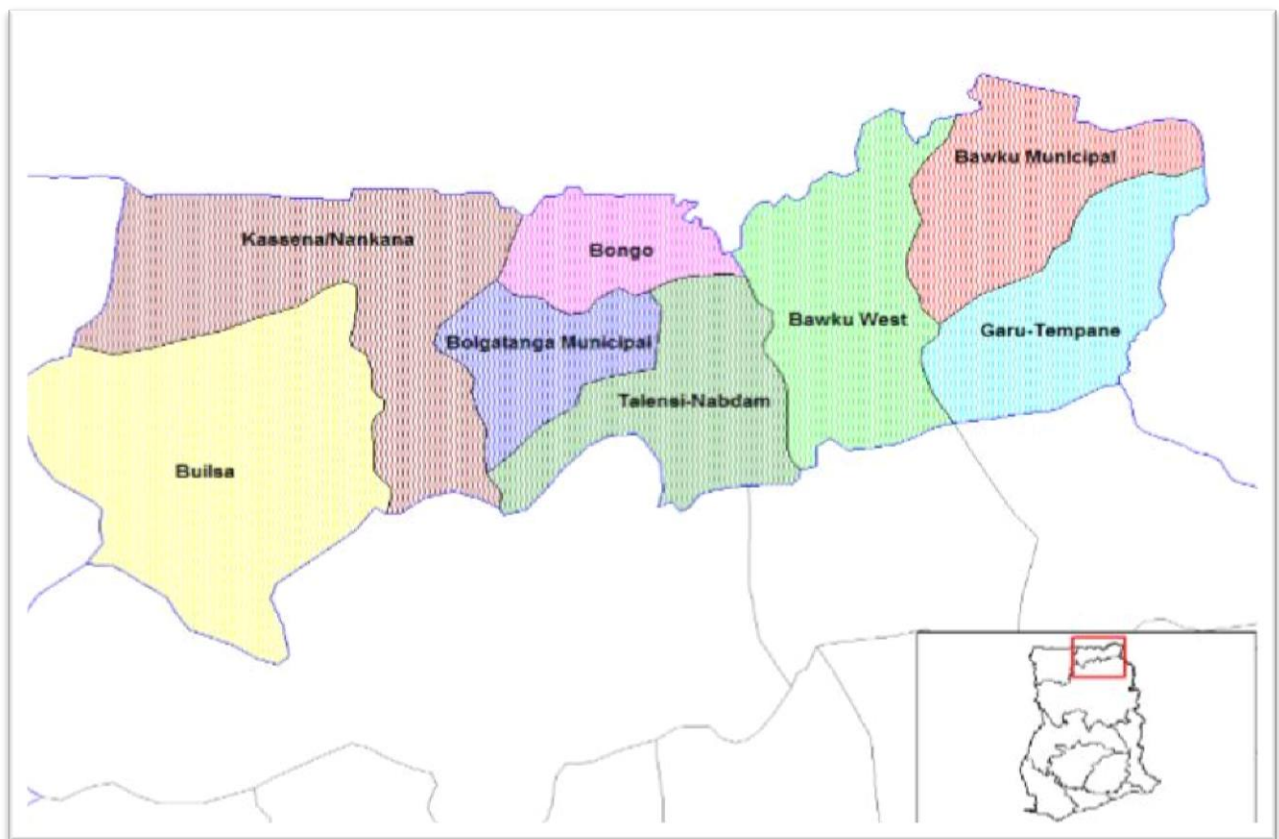 Bawku Municipal
Kassena/Nankana
Bongo
Bawku West
Garu-Tempane
Bolgatanga Municipal
Talensi-Nabdam
Builsa